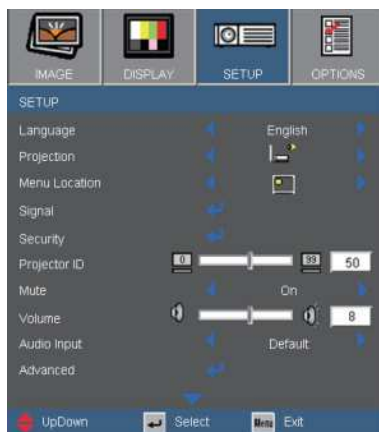 IMAGE DISPLAY SETUP OPTIONS
SETUP
Language English
Projection
Menu Location
Signal
Security
Projector ID 0 99 50
Mute On
Volume 8
Audio Input Default
Advanced
UpDown Select Menu Exit